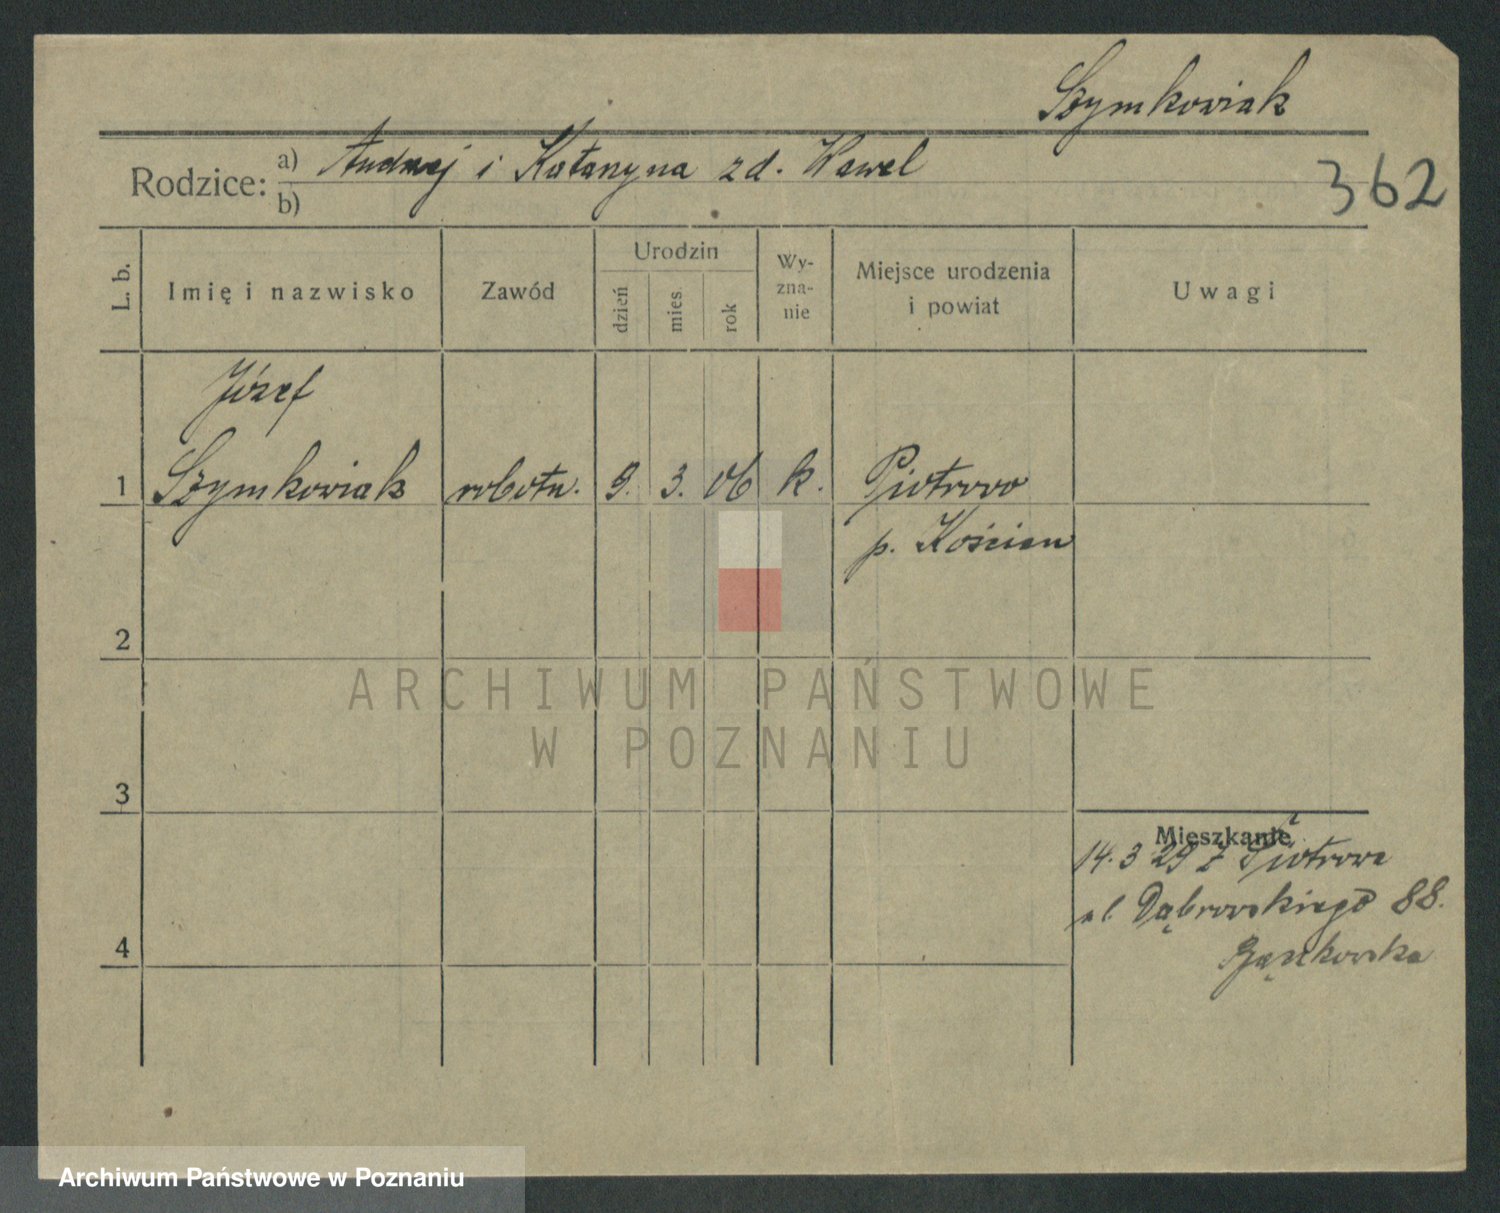 Szymkowiak
Rodzice: a) Andrzej i Katarzyna zd. Wawel
b)
362
L. b.
Imię i nazwisko
Zawód
Urodzin
dzień
mies.
rok
Wy-
zna-
nie
Miejsce urodzenia
i powiat
Uwagi
Józef
1 Szymkowiak robotn. 9. 3. 06 k. Piotrowo
p. Kościan
2
ARCHIWUM PAŃSTWOWE
W POZNANIU
3
Mieszkanie
14. 3 29 z Piotrowa
ul. Dąbrowskiego 88.
4
Archiwum Państwowe w Poznaniu